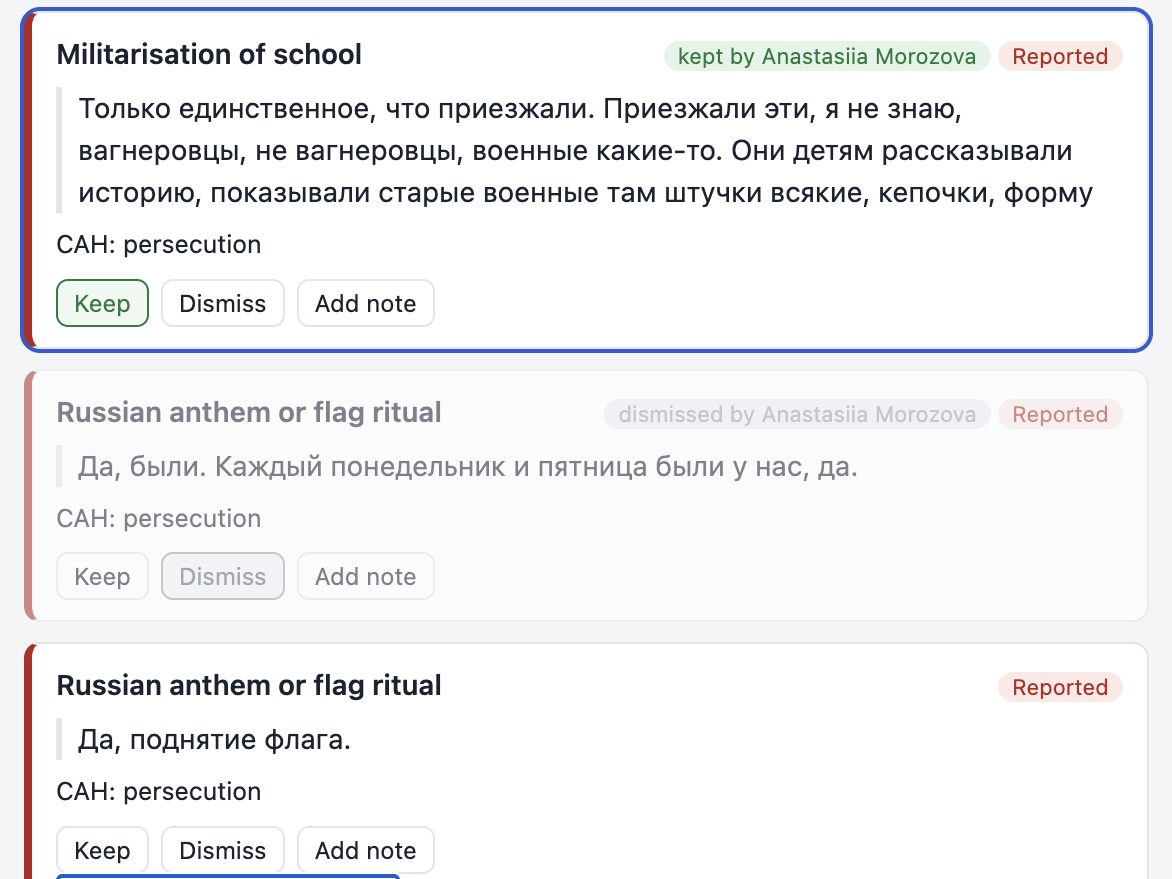 Militarisation of school
kept by Anastasiia Morozova
Reported
Только единственное, что приезжали. Приезжали эти, я не знаю,
вагнеровцы, не вагнеровцы, военные какие-то. Они детям рассказывали
историю, показывали старые военные там штучки всякие, кепочки, форму
CAH: persecution
Keep
Dismiss
Add note
Russian anthem or flag ritual
dismissed by Anastasiia Morozova
Reported
Да, были. Каждый понедельник и пятница были у нас, да.
CAH: persecution
Keep
Dismiss
Add note
Russian anthem or flag ritual
Reported
Да, поднятие флага.
CAH: persecution
Keep
Dismiss
Add note